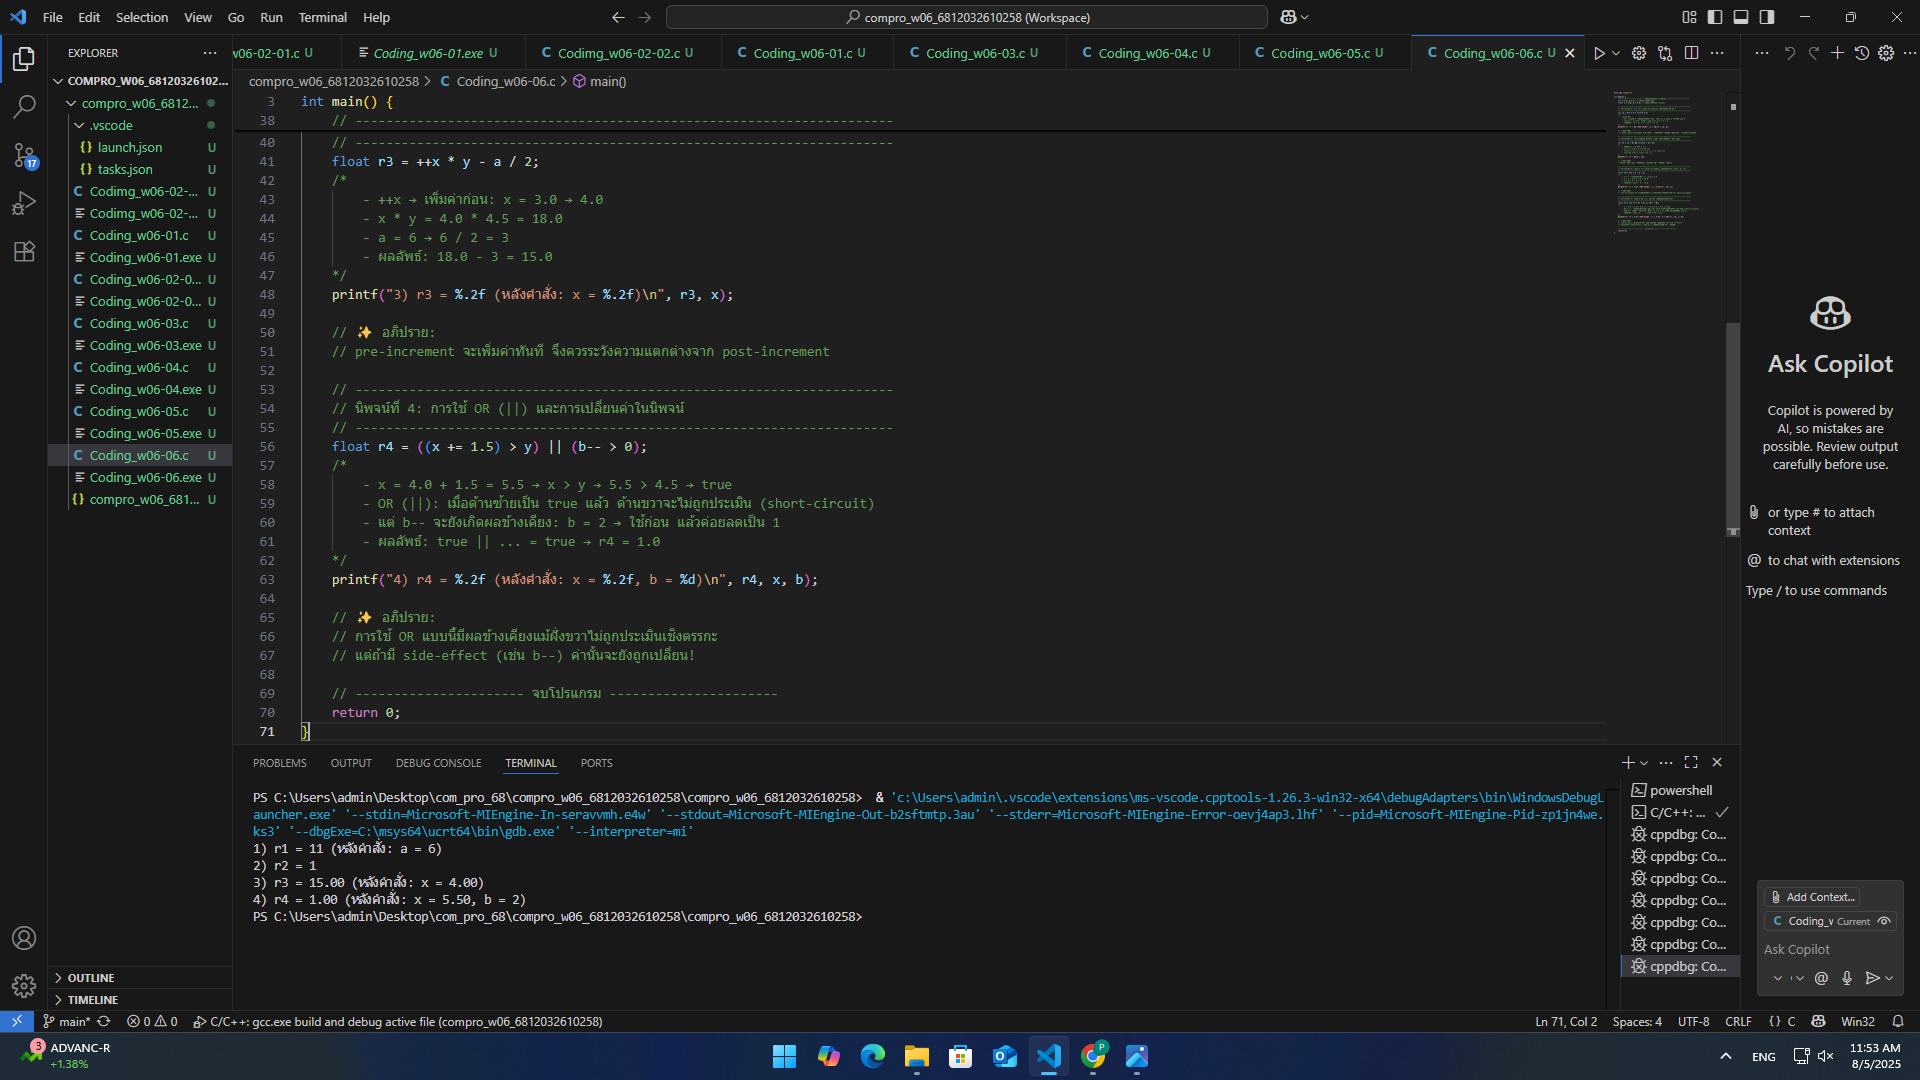 File Edit Selection View Go Run Terminal Help
compro_w06_6812032610258 (Workspace)
EXPLORER
COMPRO_W06_68120326102...
compro_w06_6812...
.vscode
{} launch.json U
{} tasks.json U
C Codimg_w06-02-... U
Codimg_w06-02-... U
C Coding_w06-01.c U
Coding_w06-01.exe U
C Coding_w06-02-0... U
Coding_w06-02-0... U
C Coding_w06-03.c U
Coding_w06-03.exe U
C Coding_w06-04.c U
Coding_w06-04.exe U
C Coding_w06-05.c U
Coding_w06-05.exe U
C Coding_w06-06.c U
Coding_w06-06.exe U
{} compro_w06_681... U
OUTLINE
TIMELINE
w06-02-01.c U
Coding_w06-01.exe U
C Codimg_w06-02-02.c U
C Coding_w06-01.c U
C Coding_w06-03.c U
C Coding_w06-04.c U
C Coding_w06-05.c U
C Coding_w06-06.c U
compro_w06_6812032610258 > C Coding_w06-06.c > main()
3 int main() {
38 // ----------------------------------------------------------------------
40 // ----------------------------------------------------------------------
41 float r3 = ++x * y - a / 2;
42 /*
43 - ++x → เพิ่มค่าก่อน: x = 3.0 → 4.0
44 - x * y = 4.0 * 4.5 = 18.0
45 - a = 6 → 6 / 2 = 3
46 - ผลลัพธ์: 18.0 - 3 = 15.0
47 */
48 printf("3) r3 = %.2f (หลังคำสั่ง: x = %.2f)\n", r3, x);
49
50 // ✨ อภิปราย:
51 // pre-increment จะเพิ่มค่าทันที จึงควรระวังความแตกต่างจาก post-increment
52
53 // ----------------------------------------------------------------------
54 // นิพจน์ที่ 4: การใช้ OR (||) และการเปลี่ยนค่าในนิพจน์
55 // ----------------------------------------------------------------------
56 float r4 = ((x += 1.5) > y) || (b-- > 0);
57 /*
58 - x = 4.0 + 1.5 = 5.5 → x > y → 5.5 > 4.5 → true
59 - OR (||): เมื่อด้านซ้ายเป็น true แล้ว ด้านขวาจะไม่ถูกประเมิน (short-circuit)
60 - แต่ b-- จะยังเกิดผลข้างเคียง: b = 2 → ใช้ก่อน แล้วค่อยลดเป็น 1
61 - ผลลัพธ์: true || ... = true → r4 = 1.0
62 */
63 printf("4) r4 = %.2f (หลังคำสั่ง: x = %.2f, b = %d)\n", r4, x, b);
64
65 // ✨ อภิปราย:
66 // การใช้ OR แบบนี้มีผลข้างเคียงแม้ฝั่งขวาไม่ถูกประเมินเชิงตรรกะ
67 // แต่ถ้ามี side-effect (เช่น b--) ค่านั้นจะยังถูกเปลี่ยน!
68
69 // ---------------------- จบโปรแกรม ----------------------
70 return 0;
71 }
PROBLEMS OUTPUT DEBUG CONSOLE TERMINAL PORTS
PS C:\Users\admin\Desktop\com_pro_68\compro_w06_6812032610258\compro_w06_6812032610258> & 'c:\Users\admin\.vscode\extensions\ms-vscode.cpptools-1.26.3-win32-x64\debugAdapters\bin\WindowsDebugL
auncher.exe' '--stdin=Microsoft-MIEngine-In-seravvmh.e4w' '--stdout=Microsoft-MIEngine-Out-b2sftmtp.3au' '--stderr=Microsoft-MIEngine-Error-oevj4ap3.lhf' '--pid=Microsoft-MIEngine-Pid-zp1jn4we.
ks3' '--dbgExe=C:\msys64\ucrt64\bin\gdb.exe' '--interpreter=mi'
1) r1 = 11 (หลังคำสั่ง: a = 6)
2) r2 = 1
3) r3 = 15.00 (หลังคำสั่ง: x = 4.00)
4) r4 = 1.00 (หลังคำสั่ง: x = 5.50, b = 2)
PS C:\Users\admin\Desktop\com_pro_68\compro_w06_6812032610258\compro_w06_6812032610258>
powershell
C/C++: ...
cppdbg: Co...
cppdbg: Co...
cppdbg: Co...
cppdbg: Co...
cppdbg: Co...
cppdbg: Co...
cppdbg: Co...
Ask Copilot
Copilot is powered by
AI, so mistakes are
possible. Review output
carefully before use.
or type # to attach
context
@ to chat with extensions
Type / to use commands
Add Context...
C Coding_w Current
Ask Copilot
17
main* 0 0 C/C++: gcc.exe build and debug active file (compro_w06_6812032610258)
Ln 71, Col 2 Spaces: 4 UTF-8 CRLF {} C Win32
3 ADVANC-R
+1.38%
P
ENG
11:53 AM
8/5/2025